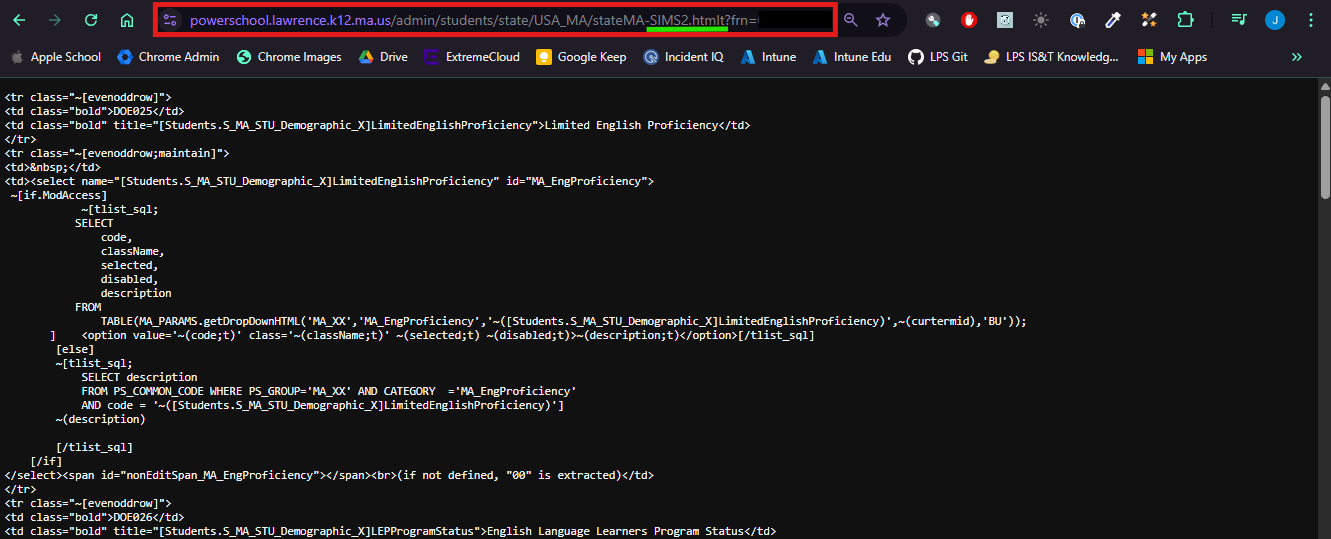 powerschool.lawrence.k12.ma.us/admin/students/state/USA_MA/stateMA-SIMS2.htmlt?frn=
J
Apple School Chrome Admin Chrome Images Drive ExtremeCloud Google Keep Incident IQ Intune Intune Edu LPS Git LPS IS&T Knowledg... My Apps »
<tr class="~[evenoddrow]">
<td class="bold">DOE025</td>
<td class="bold" title="[Students.S_MA_STU_Demographic_X]LimitedEnglishProficiency">Limited English Proficiency</td>
</tr>
<tr class="~[evenoddrow;maintain]">
<td>&nbsp;</td>
<td><select name="[Students.S_MA_STU_Demographic_X]LimitedEnglishProficiency" id="MA_EngProficiency">
~[if.ModAccess]
~[tlist_sql;
SELECT
code,
className,
selected,
disabled,
description
FROM
TABLE(MA_PARAMS.getDropDownHTML('MA_XX','MA_EngProficiency','~([Students.S_MA_STU_Demographic_X]LimitedEnglishProficiency)',~(curtermid),'BU'));
] <option value='~(code;t)' class='~(className;t)' ~(selected;t) ~(disabled;t)>~(description;t)</option>[/tlist_sql]
[else]
~[tlist_sql;
SELECT description
FROM PS_COMMON_CODE WHERE PS_GROUP='MA_XX' AND CATEGORY ='MA_EngProficiency'
AND code = '~([Students.S_MA_STU_Demographic_X]LimitedEnglishProficiency)']
~(description)
[/tlist_sql]
[/if]
</select><span id="nonEditSpan_MA_EngProficiency"></span><br>(if not defined, "00" is extracted)</td>
</tr>
<tr class="~[evenoddrow]">
<td class="bold">DOE026</td>
<td class="bold" title="[Students.S_MA_STU_Demographic_X]LEPProgramStatus">English Language Learners Program Status</td>